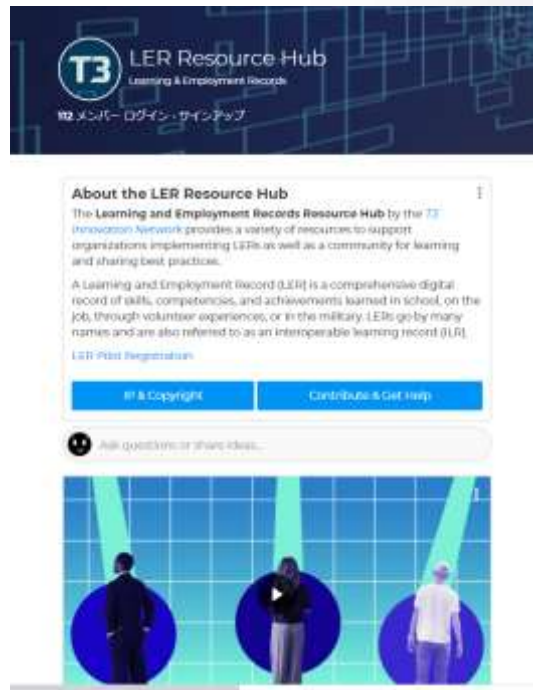 T3
LER Resource Hub
Learning & Employment Records
112 メンバー ログイン・サインアップ
About the LER Resource Hub
The Learning and Employment Records Resource Hub by the T3
Innovation Network provides a variety of resources to support
organizations implementing LERs as well as a community for learning
and sharing best practices.
A Learning and Employment Record (LER) is a comprehensive digital
record of skills, competencies, and achievements learned in school, on the
job, through volunteer experiences, or in the military. LERs go by many
names and are also referred to as an interoperable learning record (ILR).
LER Pilot Registration
IP & Copyright
Contribute & Get Help
Ask questions or share ideas...